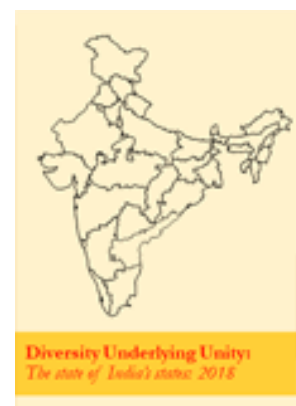 Diversity Underlying Unity:
The state of India's states: 2018